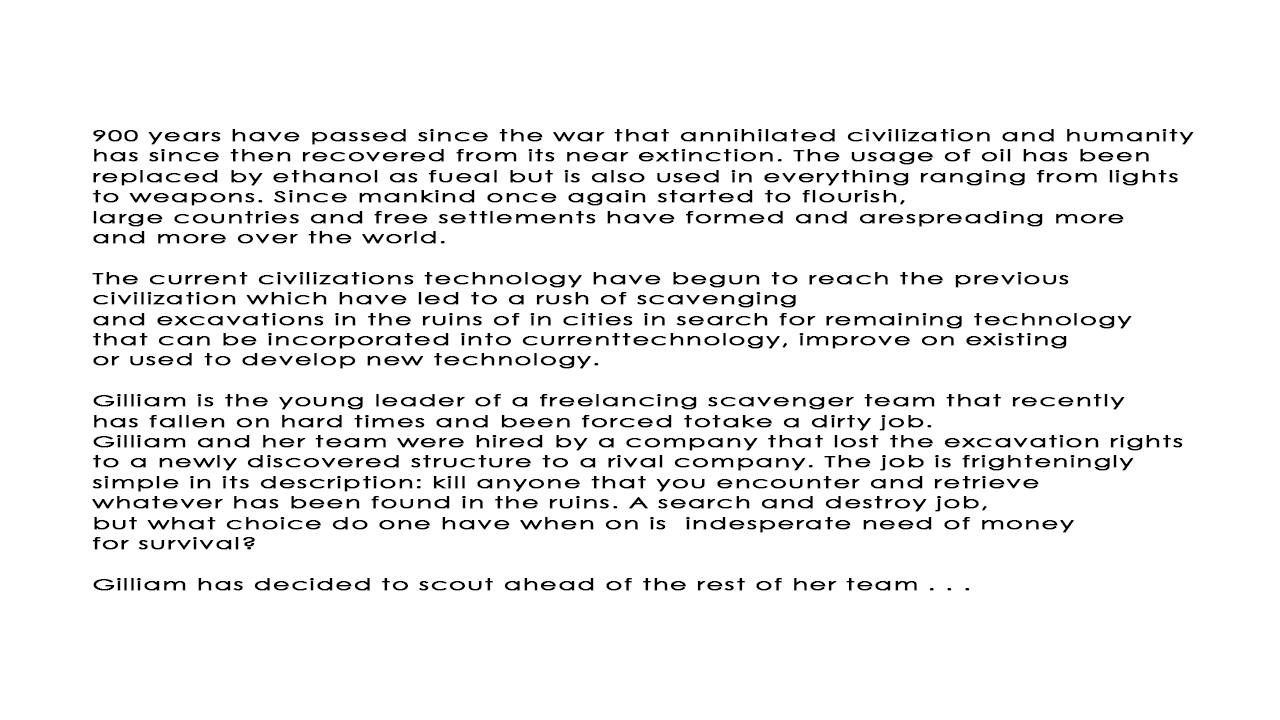 900 years have passed since the war that annihilated civilization and humanity
has since then recovered from its near extinction. The usage of oil has been
replaced by ethanol as fueal but is also used in everything ranging from lights
to weapons. Since mankind once again started to flourish,
large countries and free settlements have formed and arespreading more
and more over the world.
The current civilizations technology have begun to reach the previous
civilization which have led to a rush of scavenging
and excavations in the ruins of in cities in search for remaining technology
that can be incorporated into currenttechnology, improve on existing
or used to develop new technology.
Gilliam is the young leader of a freelancing scavenger team that recently
has fallen on hard times and been forced totake a dirty job.
Gilliam and her team were hired by a company that lost the excavation rights
to a newly discovered structure to a rival company. The job is frighteningly
simple in its description: kill anyone that you encounter and retrieve
whatever has been found in the ruins. A search and destroy job,
but what choice do one have when on is  indesperate need of money
for survival?
Gilliam has decided to scout ahead of the rest of her team . . .